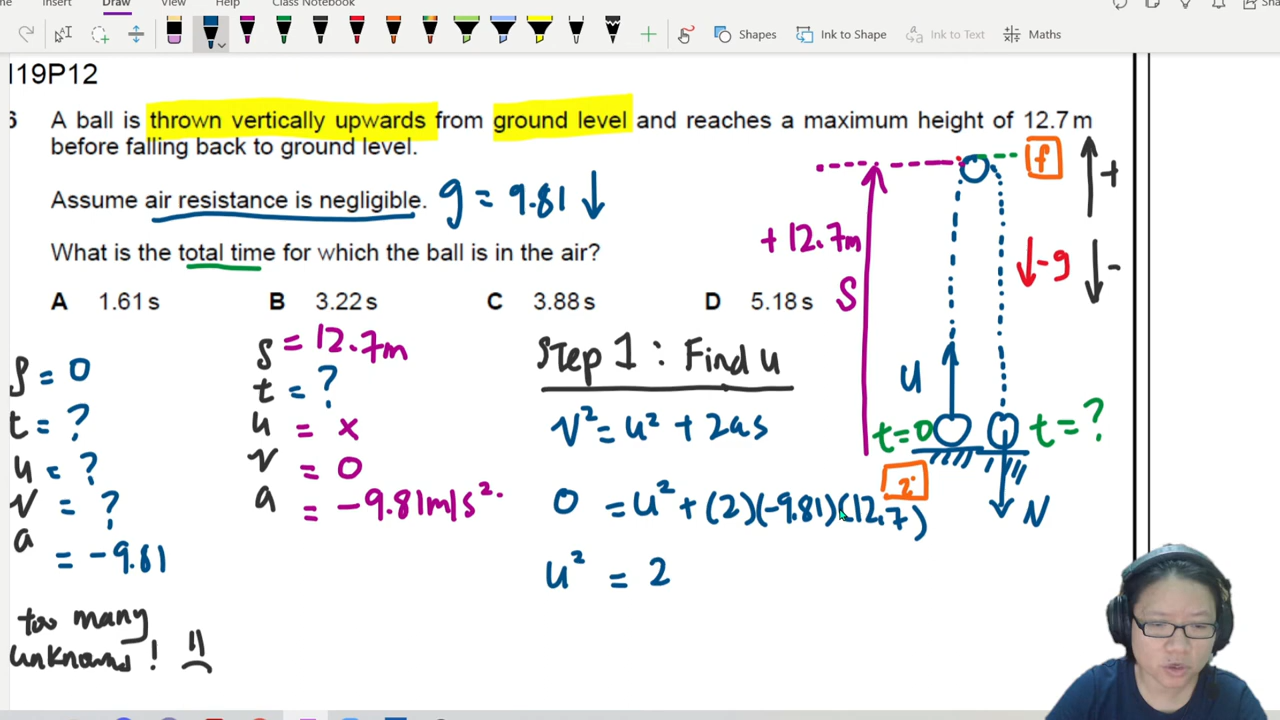 Insert Draw View Help Class Notebook
Shapes Ink to Shape Ink to Text Maths
19P12
A ball is thrown vertically upwards from ground level and reaches a maximum height of 12.7 m
before falling back to ground level.
Assume air resistance is negligible. g = 9.81 ↓
What is the total time for which the ball is in the air?
A 1.61 s B 3.22 s C 3.88 s D 5.18 s
S = 0
t = ?
u = ?
v = ?
a = -9.81
too many
unknowns!
S = 12.7m
t = ?
u = x
v = 0
a = -9.81m/s².
Step 1: Find u
v² = u² + 2as
0 = u² + (2)(-9.81)(12.7)
u² = 2
+12.7m
S
f
+
-g
-
u
t=0
t=?